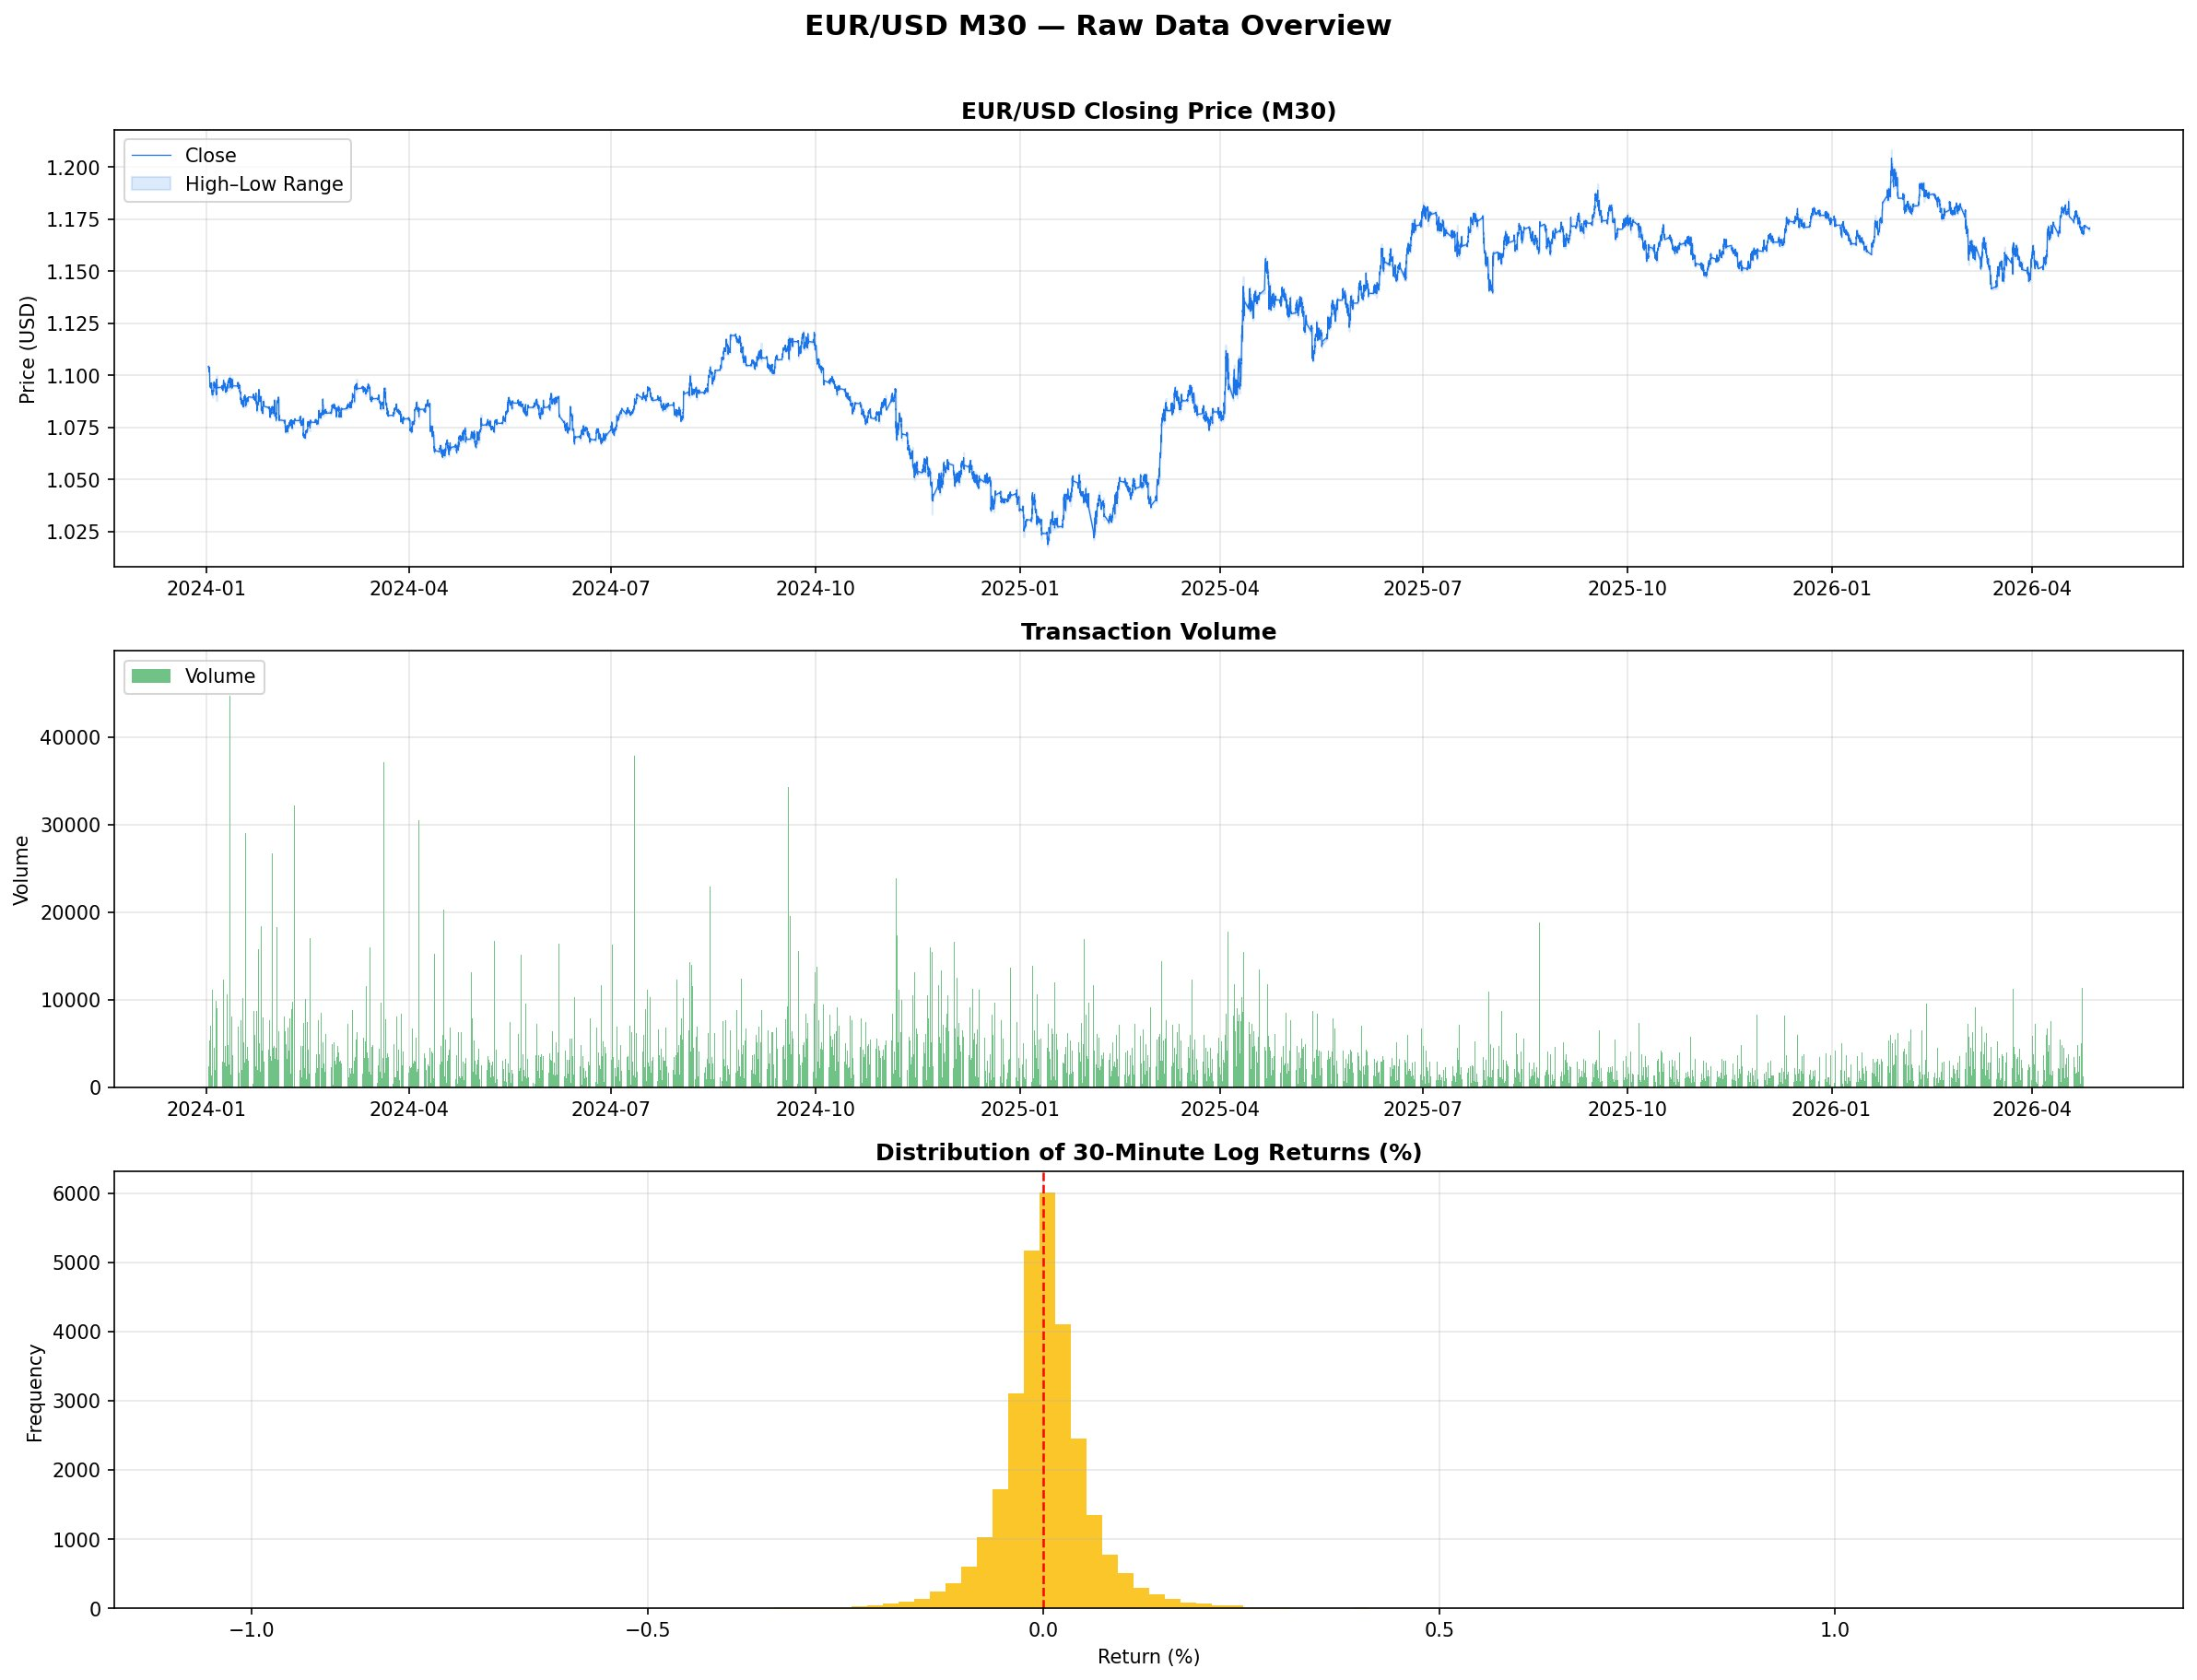 EUR/USD M30 — Raw Data Overview
EUR/USD Closing Price (M30)
Close
High–Low Range
Price (USD)
1.200
1.175
1.150
1.125
1.100
1.075
1.050
1.025
2024-01 2024-04 2024-07 2024-10 2025-01 2025-04 2025-07 2025-10 2026-01 2026-04
Transaction Volume
Volume
Volume
40000
30000
20000
10000
0
2024-01 2024-04 2024-07 2024-10 2025-01 2025-04 2025-07 2025-10 2026-01 2026-04
Distribution of 30-Minute Log Returns (%)
Frequency
6000
5000
4000
3000
2000
1000
0
−1.0 −0.5 0.0 0.5 1.0
Return (%)